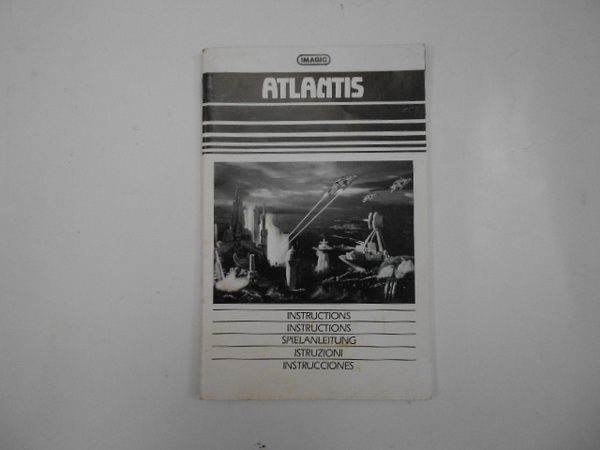 IMAGIC
ATLANTIS
INSTRUCTIONS
INSTRUCTIONS
SPIELANLEITUNG
ISTRUZIONI
INSTRUCCIONES